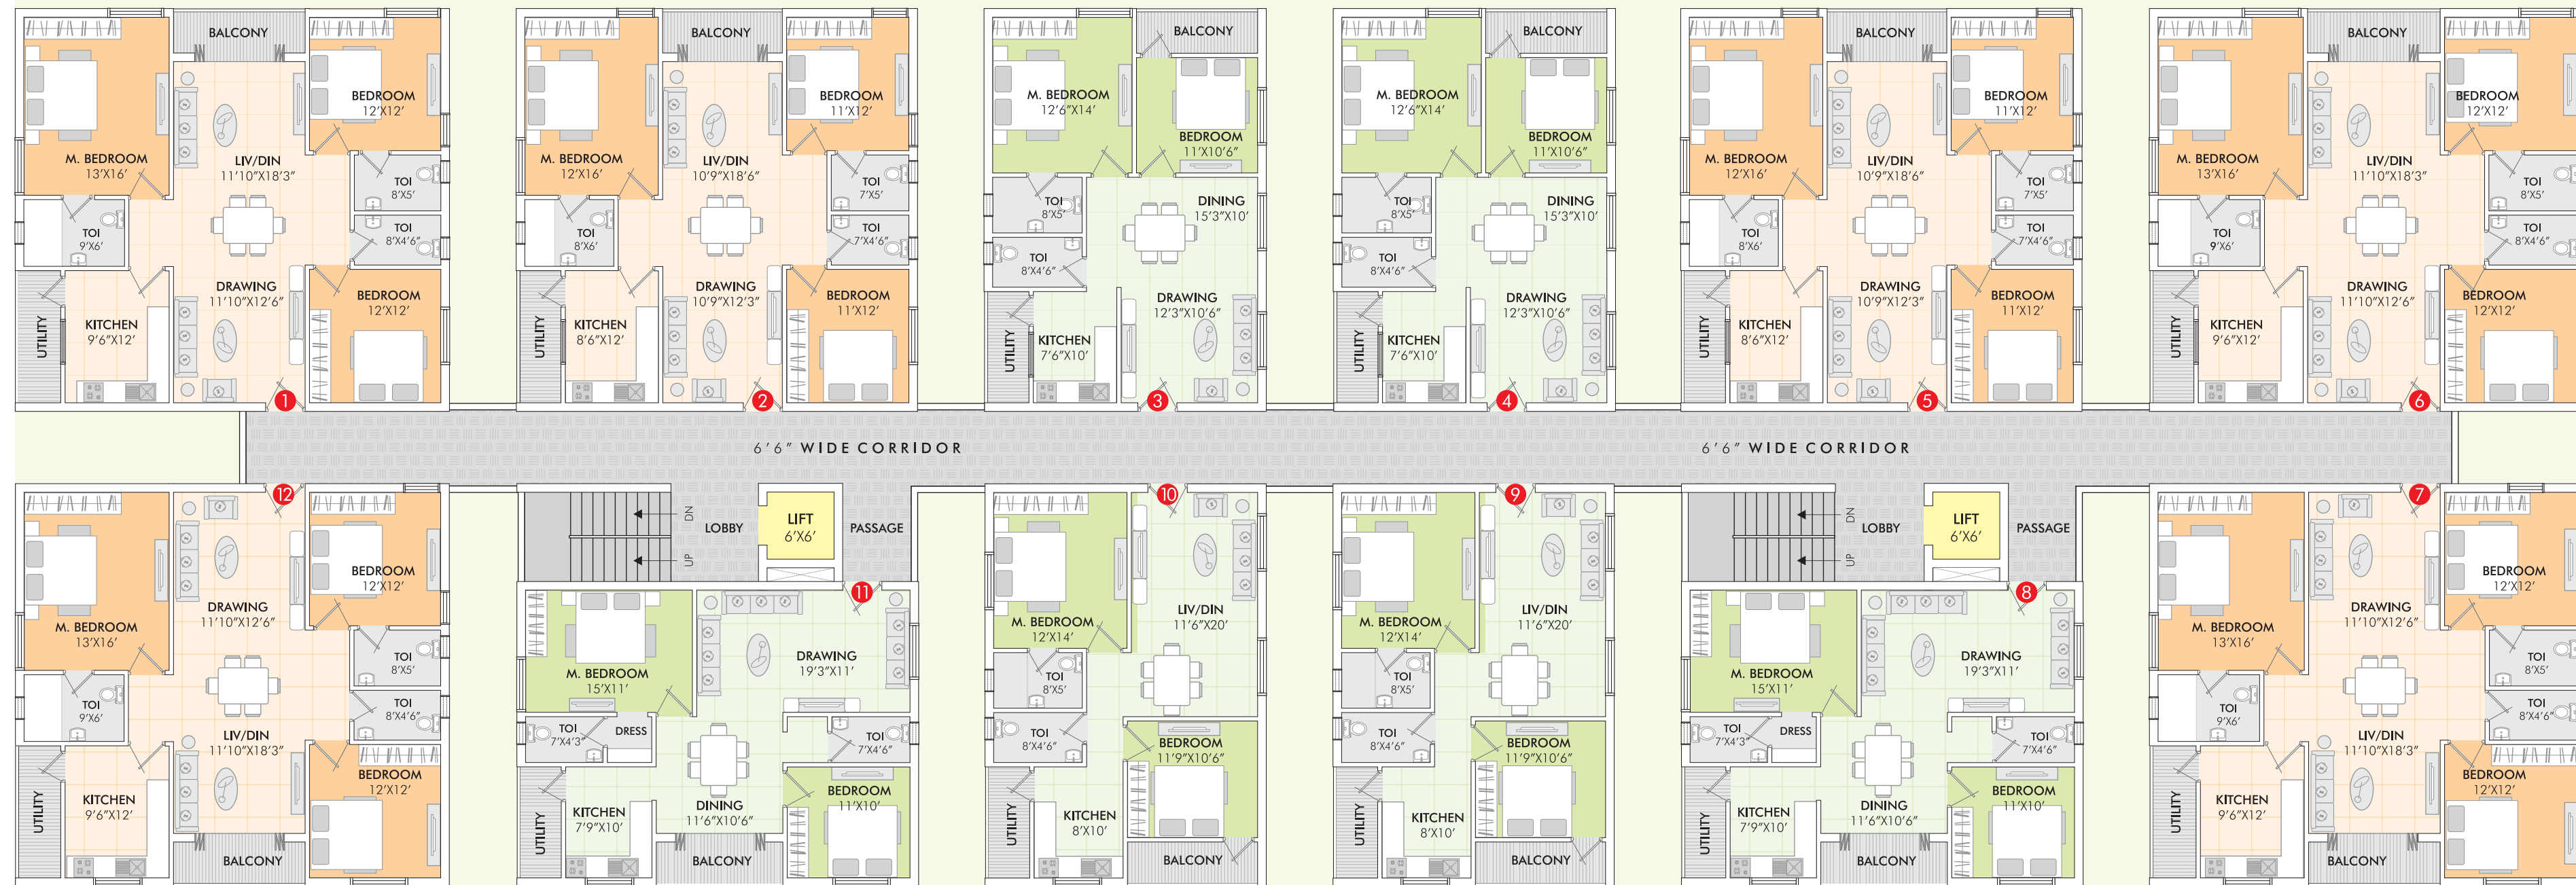 BALCONY
M. BEDROOM
13'X16'
LIV/DIN
11'10"X18'3"
BEDROOM
12'X12'
TOI
8'X5'
TOI
9'X6'
TOI
8'X4'6"
DRAWING
11'10"X12'6"
BEDROOM
12'X12'
KITCHEN
9'6"X12'
UTILITY
1
BALCONY
M. BEDROOM
12'X16'
LIV/DIN
10'9"X18'6"
BEDROOM
11'X12'
TOI
7'X5'
TOI
8'X6'
TOI
7'X4'6"
DRAWING
10'9"X12'3"
BEDROOM
11'X12'
KITCHEN
8'6"X12'
UTILITY
2
BALCONY
M. BEDROOM
12'6"X14'
BEDROOM
11'X10'6"
TOI
8'X5'
DINING
15'3"X10'
TOI
8'X4'6"
DRAWING
12'3"X10'6"
KITCHEN
7'6"X10'
UTILITY
3
BALCONY
M. BEDROOM
12'6"X14'
BEDROOM
11'X10'6"
TOI
8'X5'
DINING
15'3"X10'
TOI
8'X4'6"
DRAWING
12'3"X10'6"
KITCHEN
7'6"X10'
UTILITY
4
BALCONY
M. BEDROOM
12'X16'
LIV/DIN
10'9"X18'6"
BEDROOM
11'X12'
TOI
7'X5'
TOI
8'X6'
TOI
7'X4'6"
DRAWING
10'9"X12'3"
BEDROOM
11'X12'
KITCHEN
8'6"X12'
UTILITY
5
BALCONY
M. BEDROOM
13'X16'
LIV/DIN
11'10"X18'3"
BEDROOM
12'X12'
TOI
8'X5'
TOI
9'X6'
TOI
8'X4'6"
DRAWING
11'10"X12'6"
BEDROOM
12'X12'
KITCHEN
9'6"X12'
UTILITY
6
6'6" WIDE CORRIDOR
6'6" WIDE CORRIDOR
12
M. BEDROOM
13'X16'
DRAWING
11'10"X12'6"
BEDROOM
12'X12'
TOI
8'X5'
TOI
9'X6'
TOI
8'X4'6"
LIV/DIN
11'10"X18'3"
BEDROOM
12'X12'
KITCHEN
9'6"X12'
UTILITY
BALCONY
DN
UP
LOBBY
LIFT
6'X6'
PASSAGE
11
M. BEDROOM
15'X11'
DRAWING
19'3"X11'
TOI
7'X4'3"
DRESS
TOI
7'X4'6"
KITCHEN
7'9"X10'
DINING
11'6"X10'6"
BEDROOM
11'X10'
UTILITY
BALCONY
10
M. BEDROOM
12'X14'
LIV/DIN
11'6"X20'
TOI
8'X5'
TOI
8'X4'6"
BEDROOM
11'9"X10'6"
KITCHEN
8'X10'
UTILITY
BALCONY
9
M. BEDROOM
12'X14'
LIV/DIN
11'6"X20'
TOI
8'X5'
TOI
8'X4'6"
BEDROOM
11'9"X10'6"
KITCHEN
8'X10'
UTILITY
BALCONY
DN
UP
LOBBY
LIFT
6'X6'
PASSAGE
8
M. BEDROOM
15'X11'
DRAWING
19'3"X11'
TOI
7'X4'3"
DRESS
TOI
7'X4'6"
KITCHEN
7'9"X10'
DINING
11'6"X10'6"
BEDROOM
11'X10'
UTILITY
BALCONY
7
M. BEDROOM
13'X16'
DRAWING
11'10"X12'6"
BEDROOM
12'X12'
TOI
8'X5'
TOI
9'X6'
TOI
8'X4'6"
LIV/DIN
11'10"X18'3"
BEDROOM
12'X12'
KITCHEN
9'6"X12'
UTILITY
BALCONY